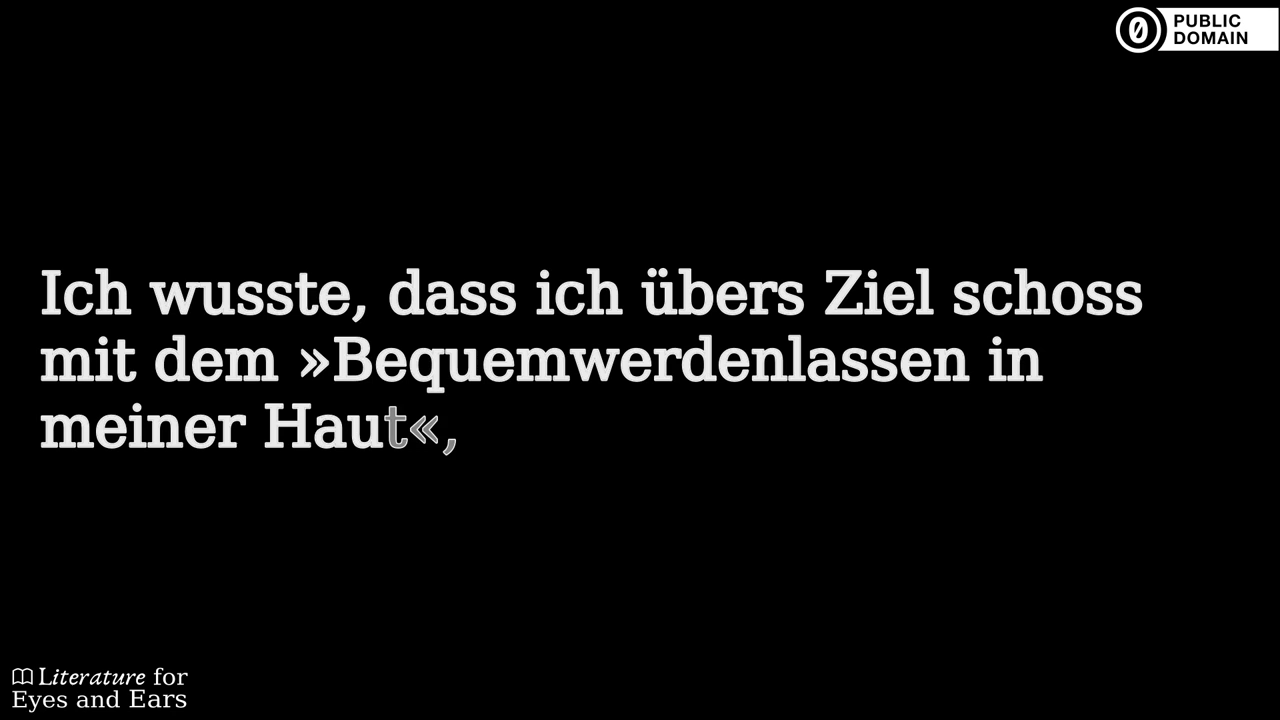 PUBLIC
DOMAIN
Ich wusste, dass ich übers Ziel schoss
mit dem »Bequemwerdenlassen in
meiner Haut«,
Literature for
Eyes and Ears